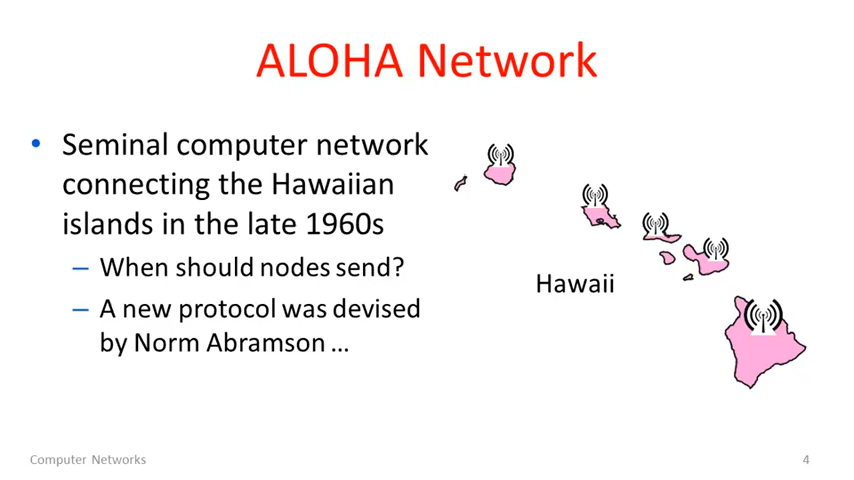 ALOHA Network
• Seminal computer network
connecting the Hawaiian
islands in the late 1960s
– When should nodes send?
– A new protocol was devised
by Norm Abramson …
Hawaii
Computer Networks
4